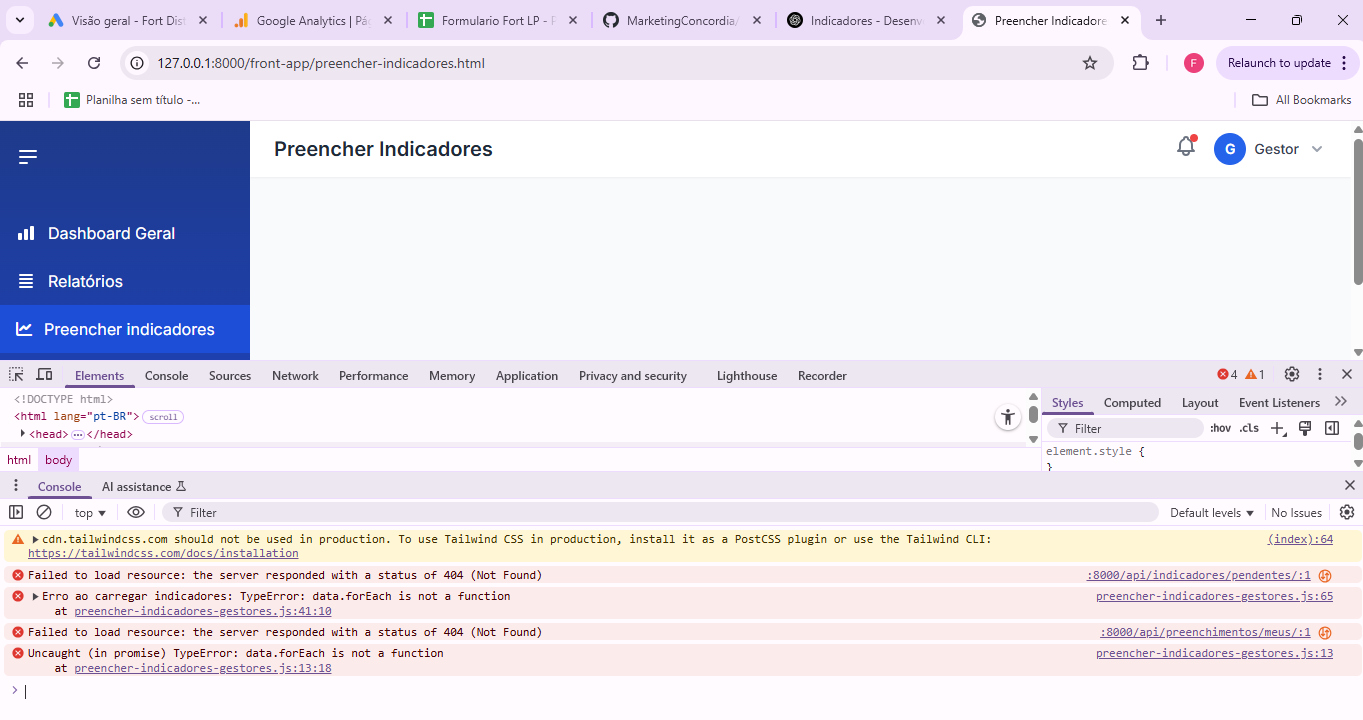 Visão geral - Fort Dist
Google Analytics | Pá
Formulario Fort LP - P
MarketingConcordia/
Indicadores - Desenv
Preencher Indicadore
127.0.0.1:8000/front-app/preencher-indicadores.html
F
Relaunch to update
Planilha sem título -...
All Bookmarks
Preencher Indicadores
G
Gestor
Dashboard Geral
Relatórios
Preencher indicadores
Elements
Console
Sources
Network
Performance
Memory
Application
Privacy and security
Lighthouse
Recorder
4
1
<!DOCTYPE html>
<html lang="pt-BR"> scroll
<head> ... </head>
html
body
Styles
Computed
Layout
Event Listeners
Filter
:hov
.cls
element.style {
}
Console
AI assistance
top
Filter
Default levels
No Issues
cdn.tailwindcss.com should not be used in production. To use Tailwind CSS in production, install it as a PostCSS plugin or use the Tailwind CLI:
(index):64
https://tailwindcss.com/docs/installation
Failed to load resource: the server responded with a status of 404 (Not Found)
:8000/api/indicadores/pendentes/:1
Erro ao carregar indicadores: TypeError: data.forEach is not a function
preencher-indicadores-gestores.js:65
at preencher-indicadores-gestores.js:41:10
Failed to load resource: the server responded with a status of 404 (Not Found)
:8000/api/preenchimentos/meus/:1
Uncaught (in promise) TypeError: data.forEach is not a function
preencher-indicadores-gestores.js:13
at preencher-indicadores-gestores.js:13:18